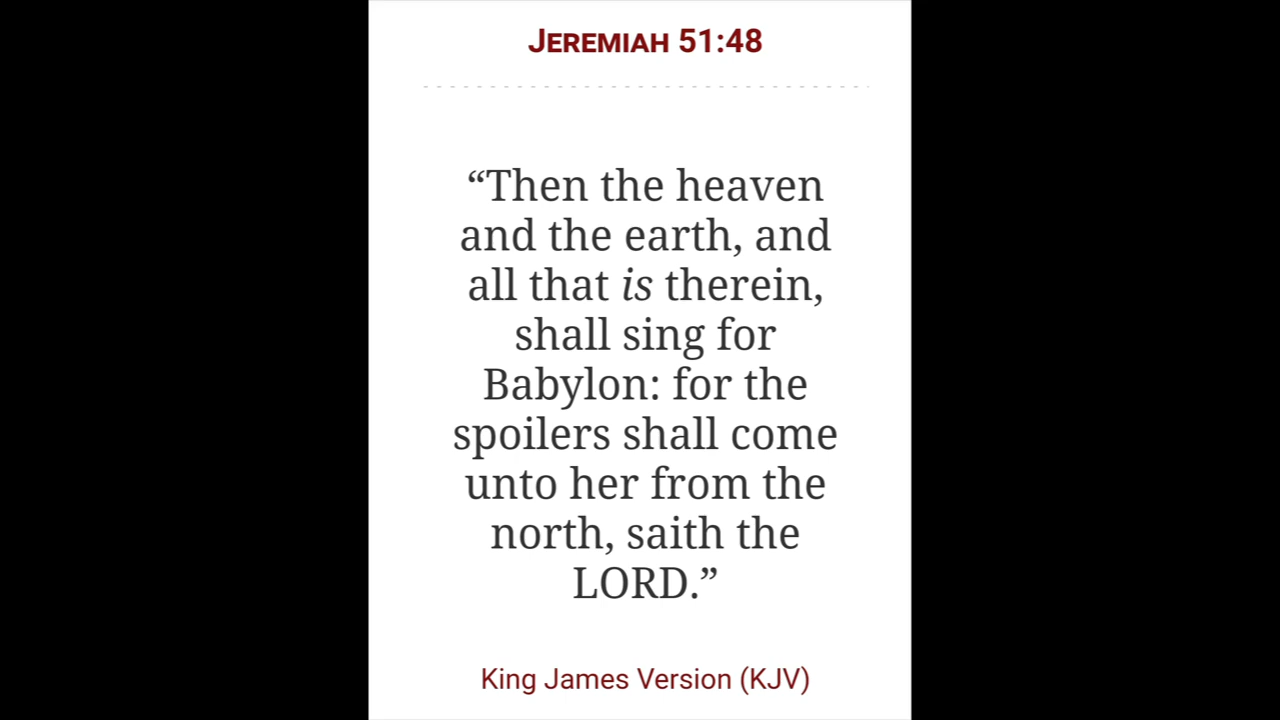 JEREMIAH 51:48
“Then the heaven
and the earth, and
all that is therein,
shall sing for
Babylon: for the
spoilers shall come
unto her from the
north, saith the
LORD.”
King James Version (KJV)